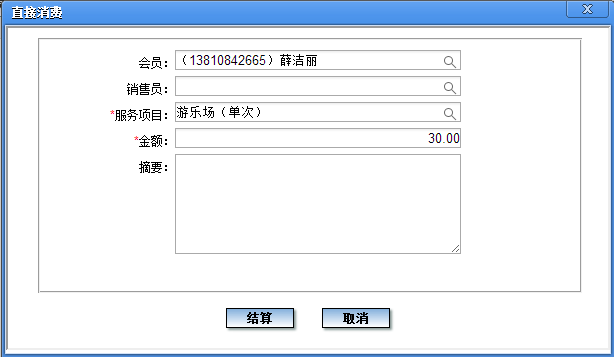 直接消费
会员：（13810842665）薛洁丽
销售员：
*服务项目：游乐场（单次）
*金额：30.00
摘要：
结算 取消